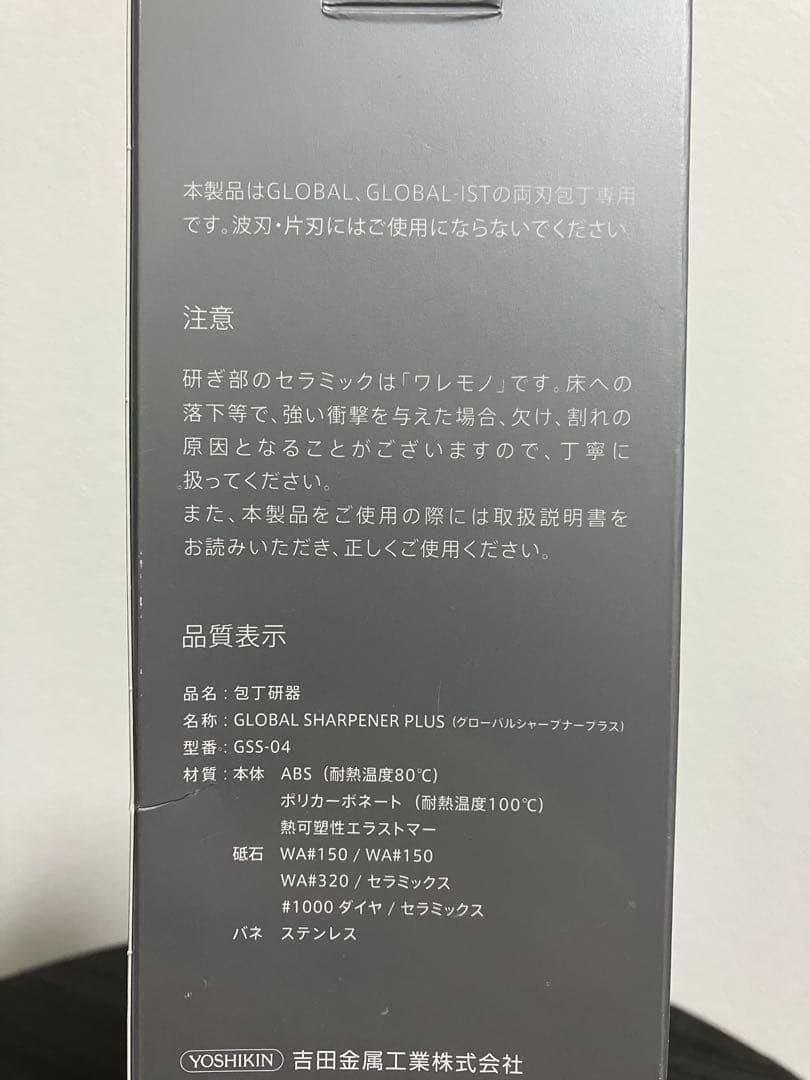 本製品はGLOBAL、GLOBAL-ISTの両刃包丁専用
です。波刃・片刃にはご使用にならないでください。
注意
研ぎ部のセラミックは「ワレモノ」です。床への
落下等で、強い衝撃を与えた場合、欠け、割れの
原因となることがございますので、丁寧に
扱ってください。
また、本製品をご使用の際には取扱説明書を
お読みいただき、正しくご使用ください。
品質表示
品名：包丁研器
名称：GLOBAL SHARPENER PLUS（グローバルシャープナープラス）
型番：GSS-04
材質：本体 ABS（耐熱温度80℃）
ポリカーボネート（耐熱温度100℃）
熱可塑性エラストマー
砥石 WA#150 / WA#150
WA#320 / セラミックス
#1000 ダイヤ / セラミックス
バネ ステンレス
YOSHIKIN 吉田金属工業株式会社